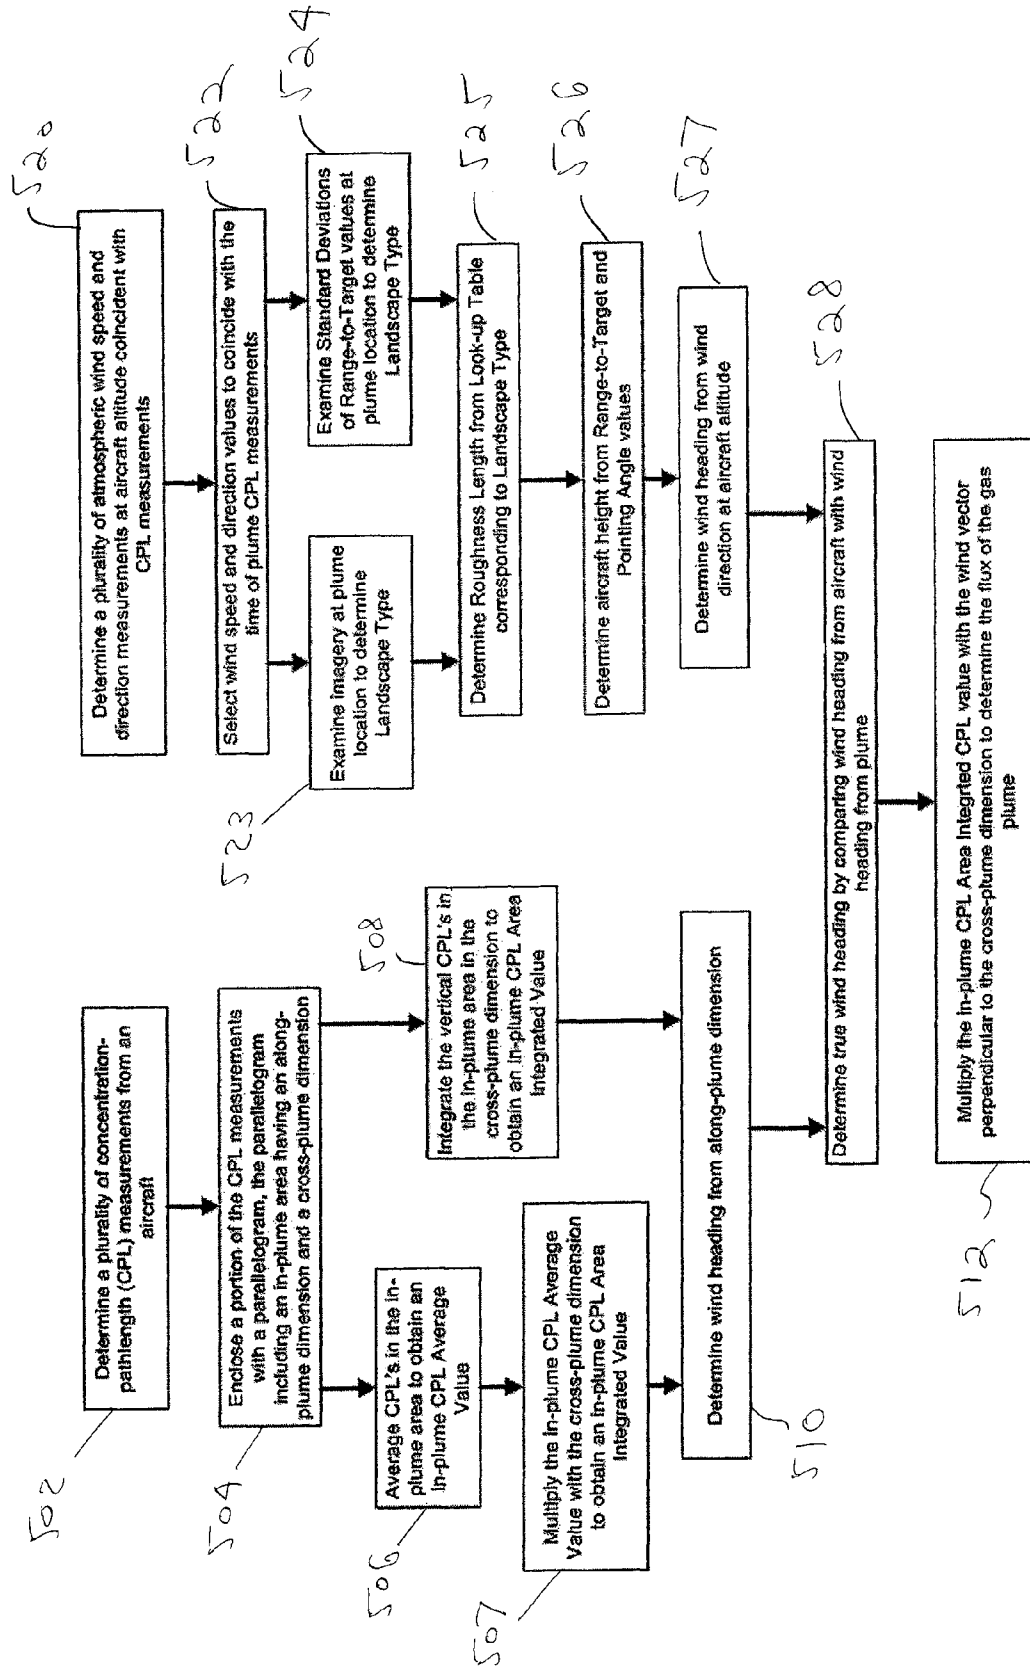 502
Determine a plurality of concentration-
pathlength (CPL) measurements from an
aircraft
504
Enclose a portion of the CPL measurements
with a parallelogram, the paralletogram
including an in-plume area having an along-
plume dimension and a cross-plume dimension
506
Average CPL's in the in-
plume area to obtain an
In-plume CPL Average
Value
507
Multiply the In-plume CPL Average
Value with the cross-plume dimension
to obtain an in-plume CPL Area
Integrated Value
508
Integrate the vertical CPL's in
the in-plume area in the
cross-plume dimension to
obtain an in-plume CPL Area
Integrated Value
510
Determine wind heading from along-plume dimension
520
Determine a plurality of atmospheric wind speed and
direction measurements at aircraft altitude coincident with
CPL measurements
522
Select wind speed and direction values to coincide with the
time of plume CPL measurements
523
Examine imagery at plume
location to determine
Landscape Type
524
Examine Standard Deviations
of Range-to-Target values at
plume location to determine
Landscape Type
525
Determine Roughness Length from Look-up Table
corresponding to Landscape Type
526
Determine aircraft height from Range-to-Target and
Pointing Angle values
527
Determine wind heading from wind
direction at aircraft altitude
528
Determine true wind heading by comparing wind heading from aircraft with wind
heading from plume
512
Multiply the in-plume CPL Area Integrted CPL value with the wind vector
perpendicular to the cross-plume dimension to determine the flux of the gas
plume